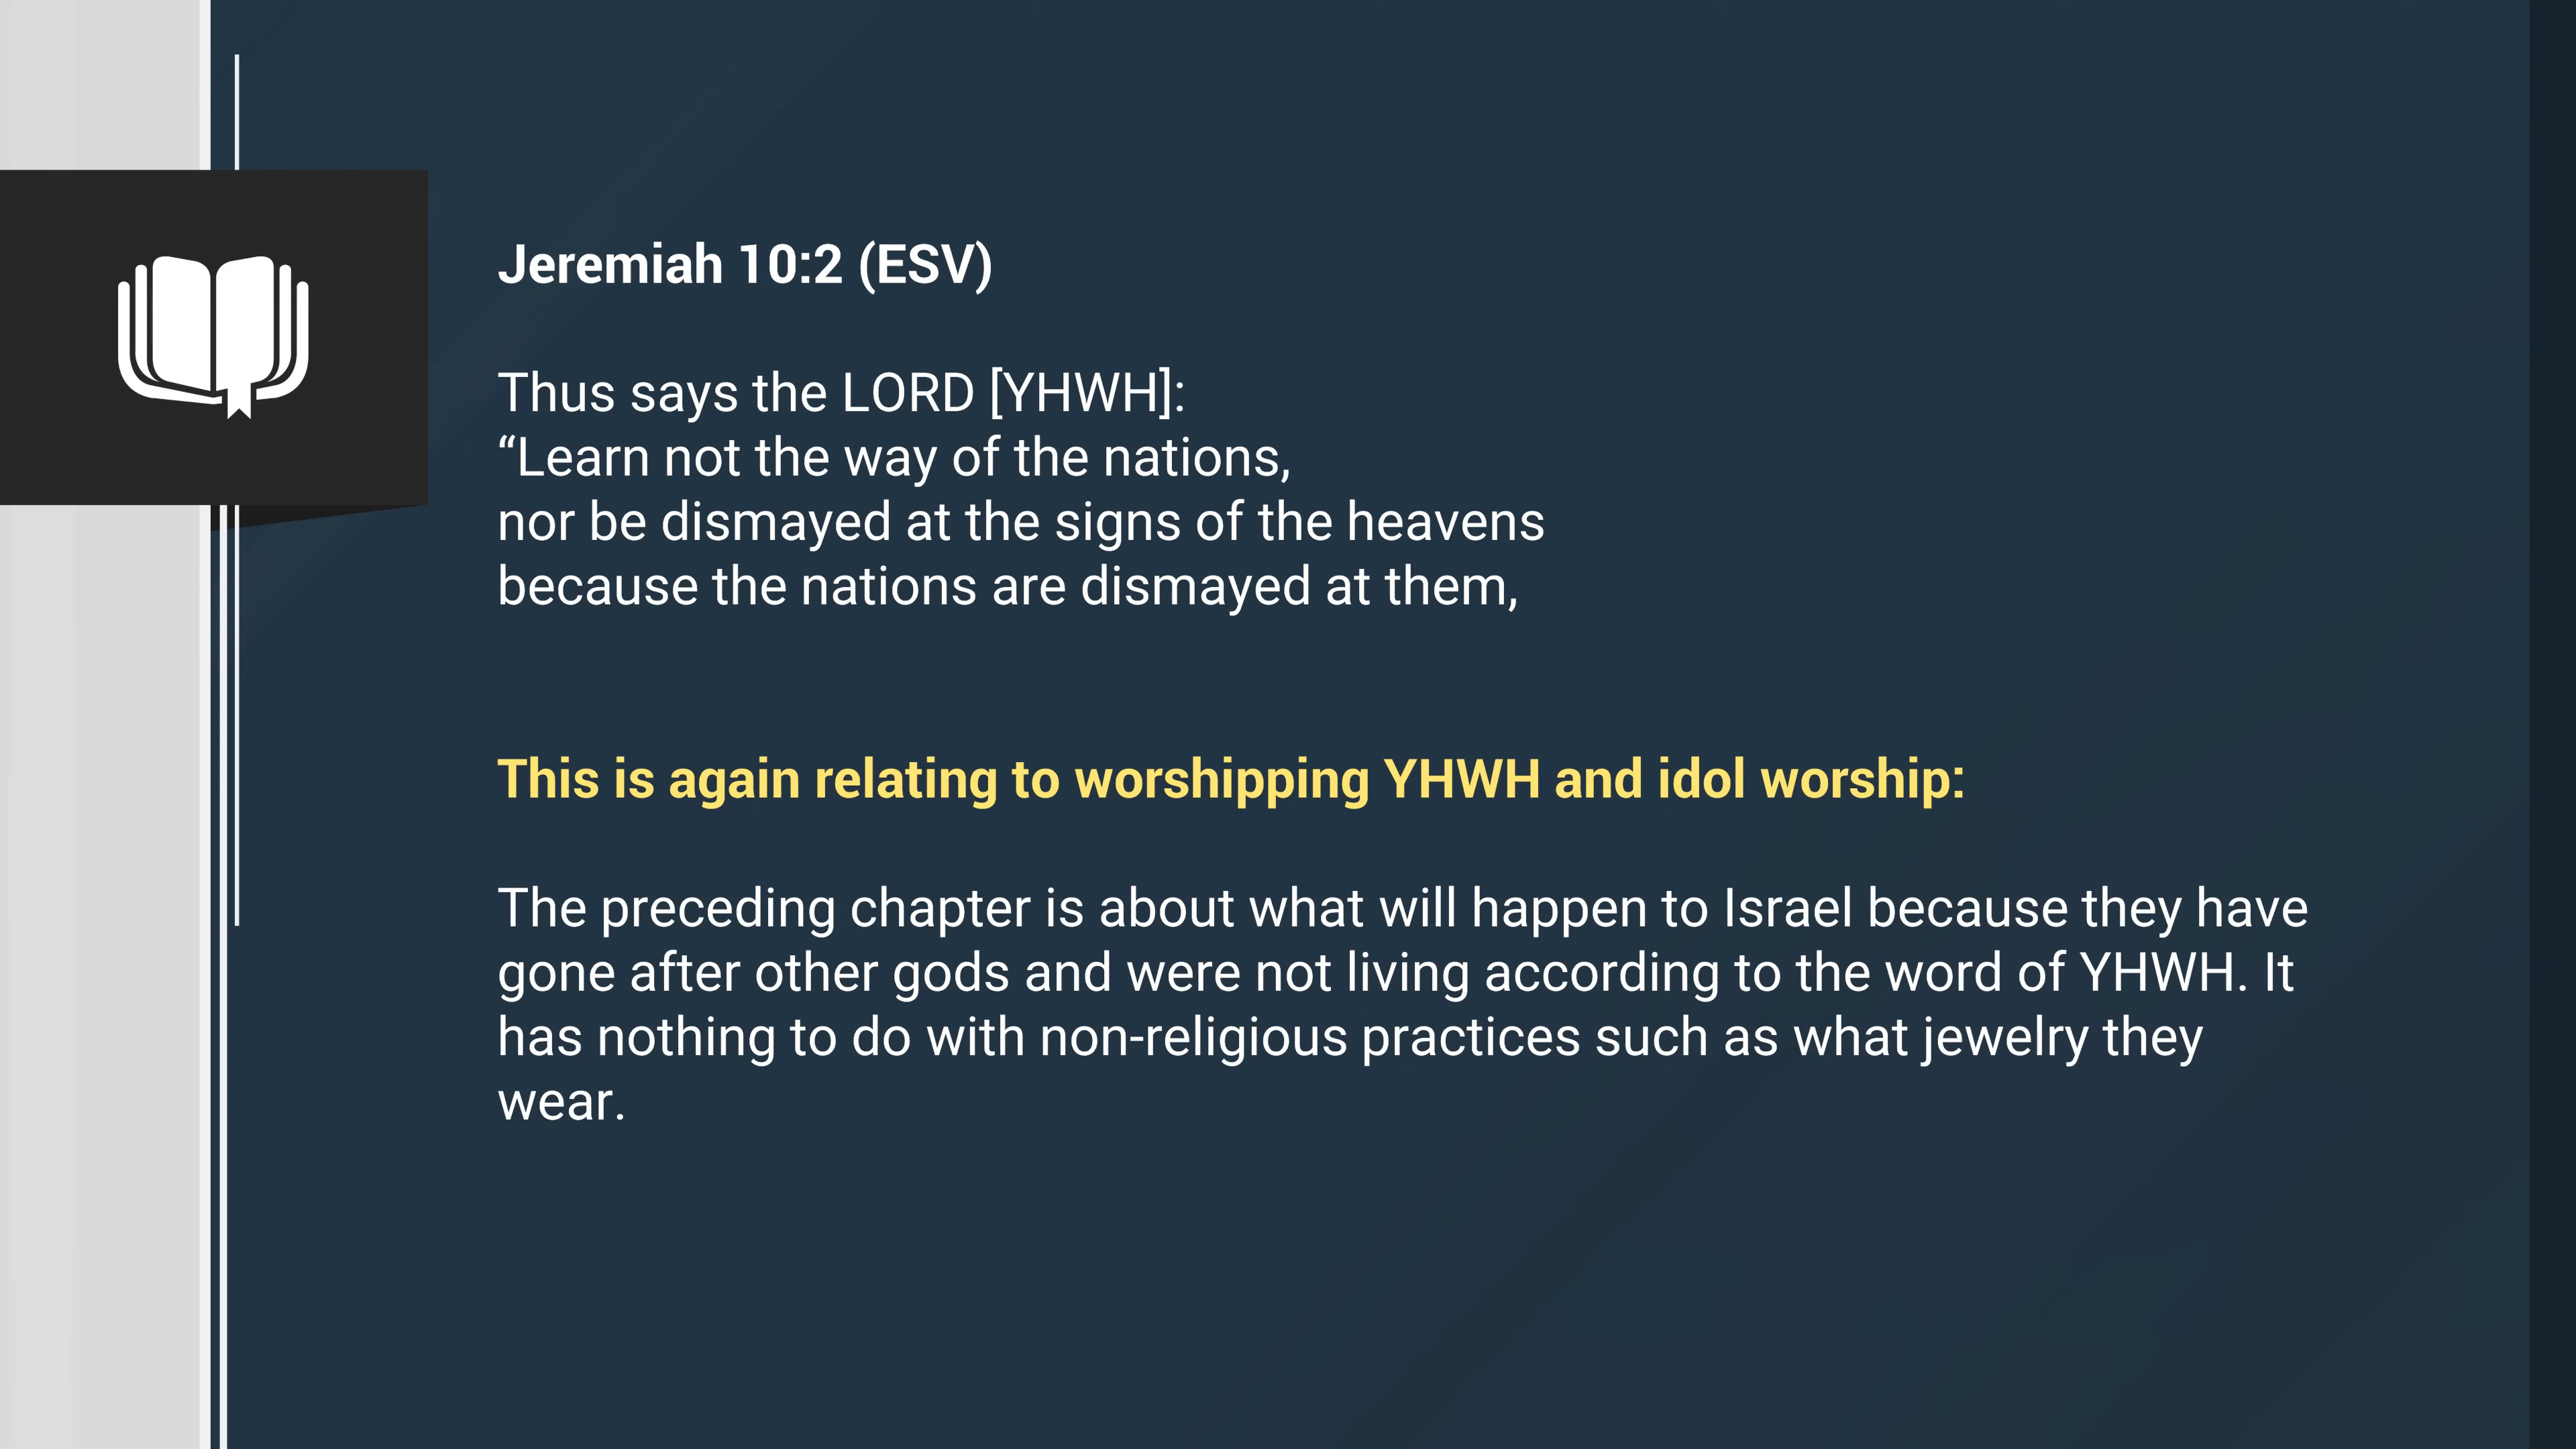 Jeremiah 10:2 (ESV)
Thus says the LORD [YHWH]:
“Learn not the way of the nations,
nor be dismayed at the signs of the heavens
because the nations are dismayed at them,
This is again relating to worshipping YHWH and idol worship:
The preceding chapter is about what will happen to Israel because they have
gone after other gods and were not living according to the word of YHWH. It
has nothing to do with non-religious practices such as what jewelry they
wear.